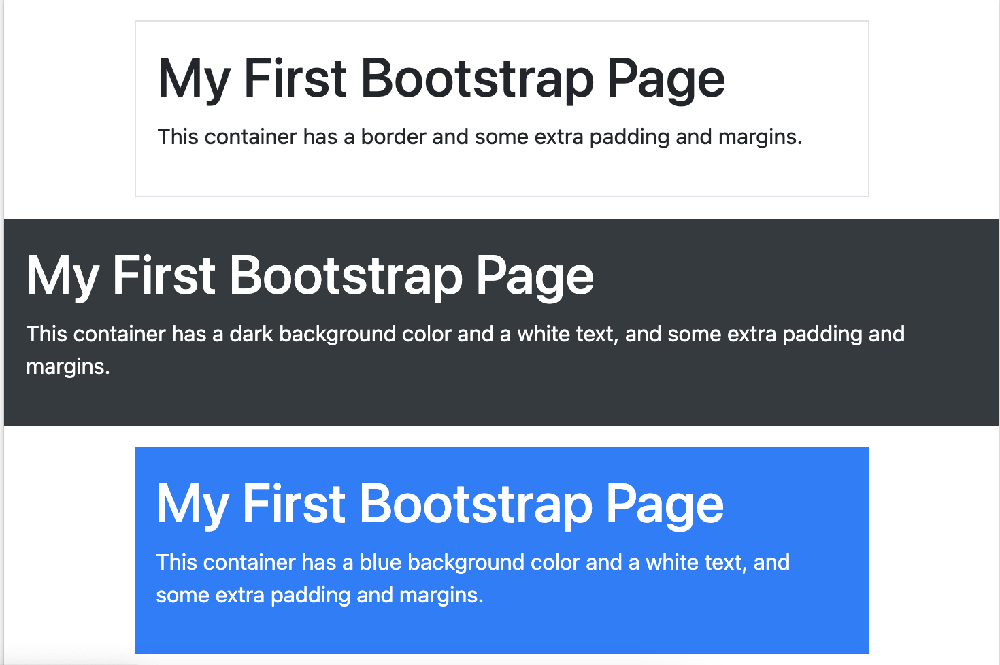 My First Bootstrap Page
This container has a border and some extra padding and margins.
My First Bootstrap Page
This container has a dark background color and a white text, and some extra padding and
margins.
My First Bootstrap Page
This container has a blue background color and a white text, and
some extra padding and margins.